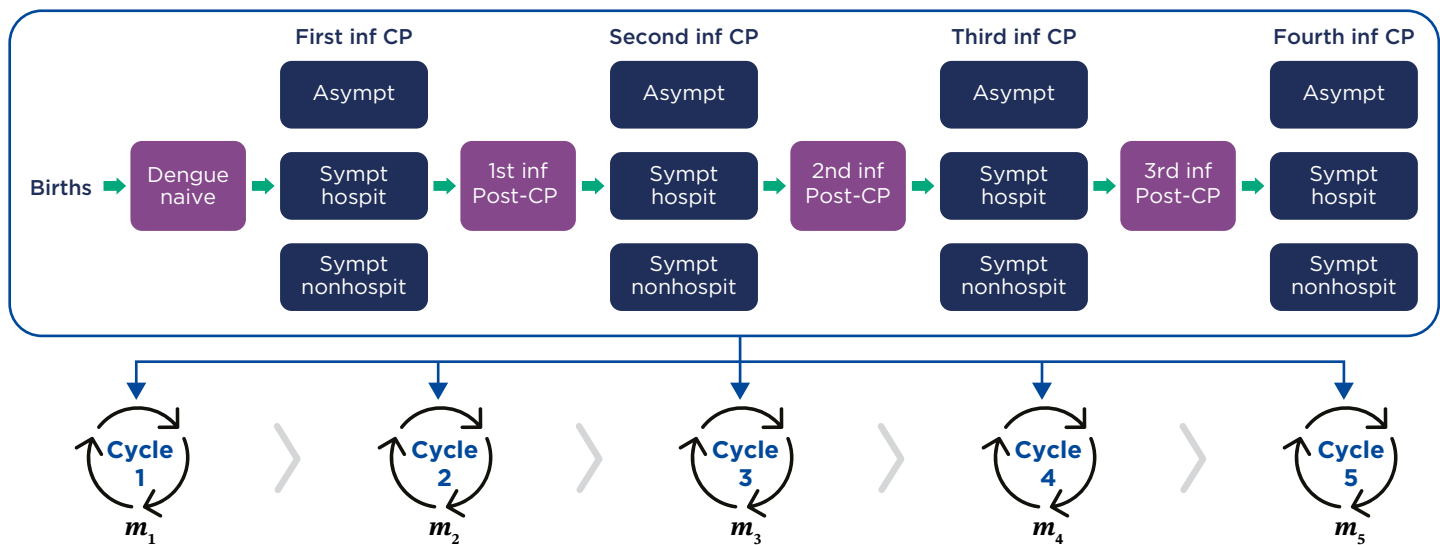 First inf CP
Second inf CP
Third inf CP
Fourth inf CP
Asympt
Asympt
Asympt
Asympt
Births
Dengue
naive
Sympt
hospit
1st inf
Post-CP
Sympt
hospit
2nd inf
Post-CP
Sympt
hospit
3rd inf
Post-CP
Sympt
hospit
Sympt
nonhospit
Sympt
nonhospit
Sympt
nonhospit
Sympt
nonhospit
Cycle
1
Cycle
2
Cycle
3
Cycle
4
Cycle
5
m₁
m₂
m₃
m₄
m₅